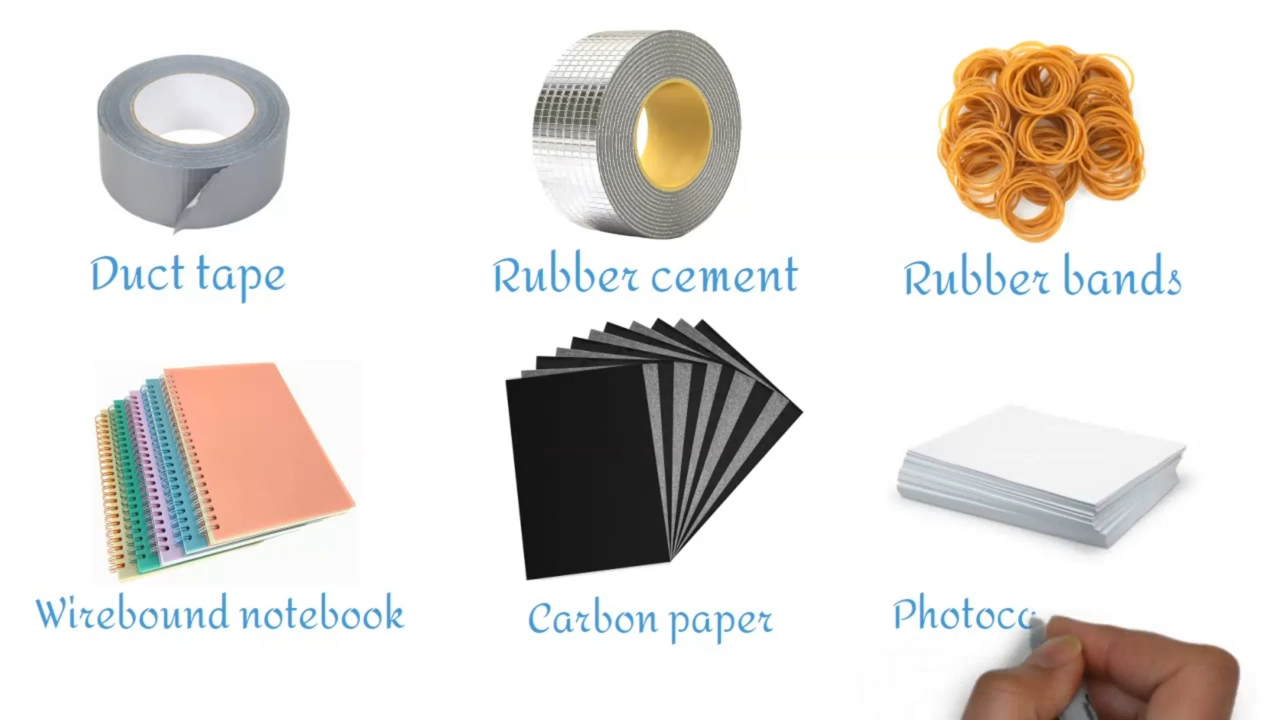 Duct tape
Rubber cement
Rubber bands
Wirebound notebook
Carbon paper
Photoco